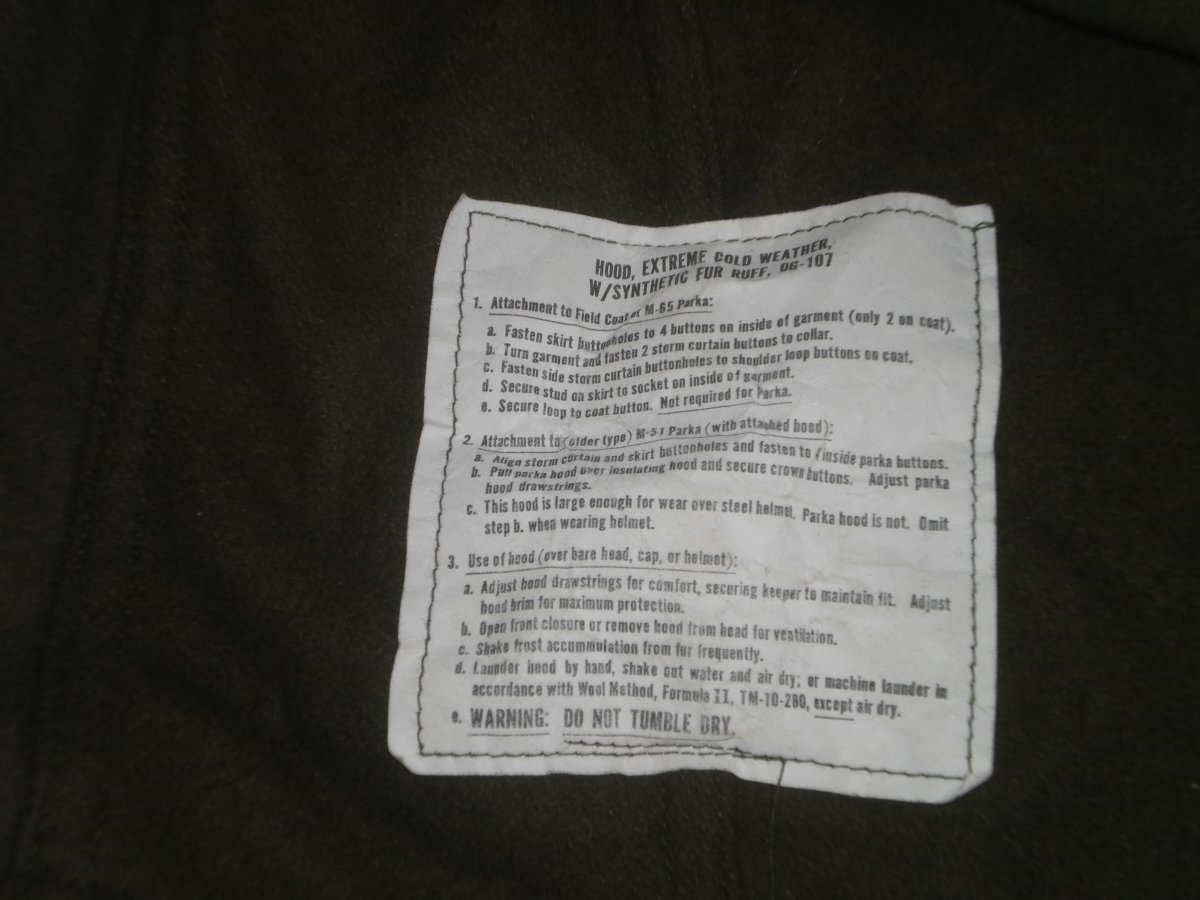 HOOD, EXTREME COLD WEATHER,
W/SYNTHETIC FUR RUFF. OG-107
1. Attachment to Field Coat or M-65 Parka:
a. Fasten skirt buttonholes to 4 buttons on inside of garment (only 2 on coat).
b. Turn garment and fasten 2 storm curtain buttons to collar.
c. Fasten side storm curtain buttonholes to shoulder loop buttons on coat.
d. Secure stud on skirt to socket on inside of garment.
e. Secure loop to coat button. Not required for Parka.
2. Attachment to (older type) M-51 Parka (with attached hood):
a. Align storm curtain and skirt buttonholes and fasten to inside parka buttons.
b. Pull parka hood over insulating hood and secure crown buttons. Adjust parka
hood drawstrings.
c. This hood is large enough for wear over steel helmet. Parka hood is not. Omit
step b. when wearing helmet.
3. Use of hood (over bare head, cap, or helmet):
a. Adjust hood drawstrings for comfort, securing keeper to maintain fit. Adjust
hood brim for maximum protection.
b. Open front closure or remove hood from head for ventilation.
c. Shake frost accummulation from fur frequently.
d. Launder hood by hand, shake out water and air dry; or machine launder in
accordance with Wool Method, Formula II, TM-10-280, except air dry.
e. WARNING: DO NOT TUMBLE DRY.